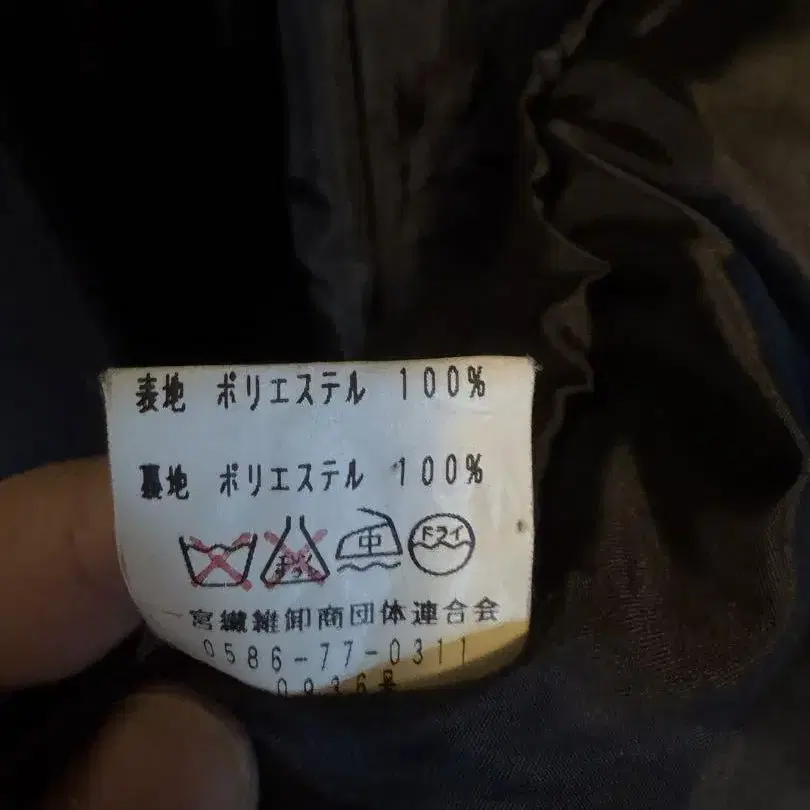 表地 ポリエステル 100%
裏地 ポリエステル 100%
中 ドライ
宮繊維卸商団体連合会
0586-77-0311
0936号